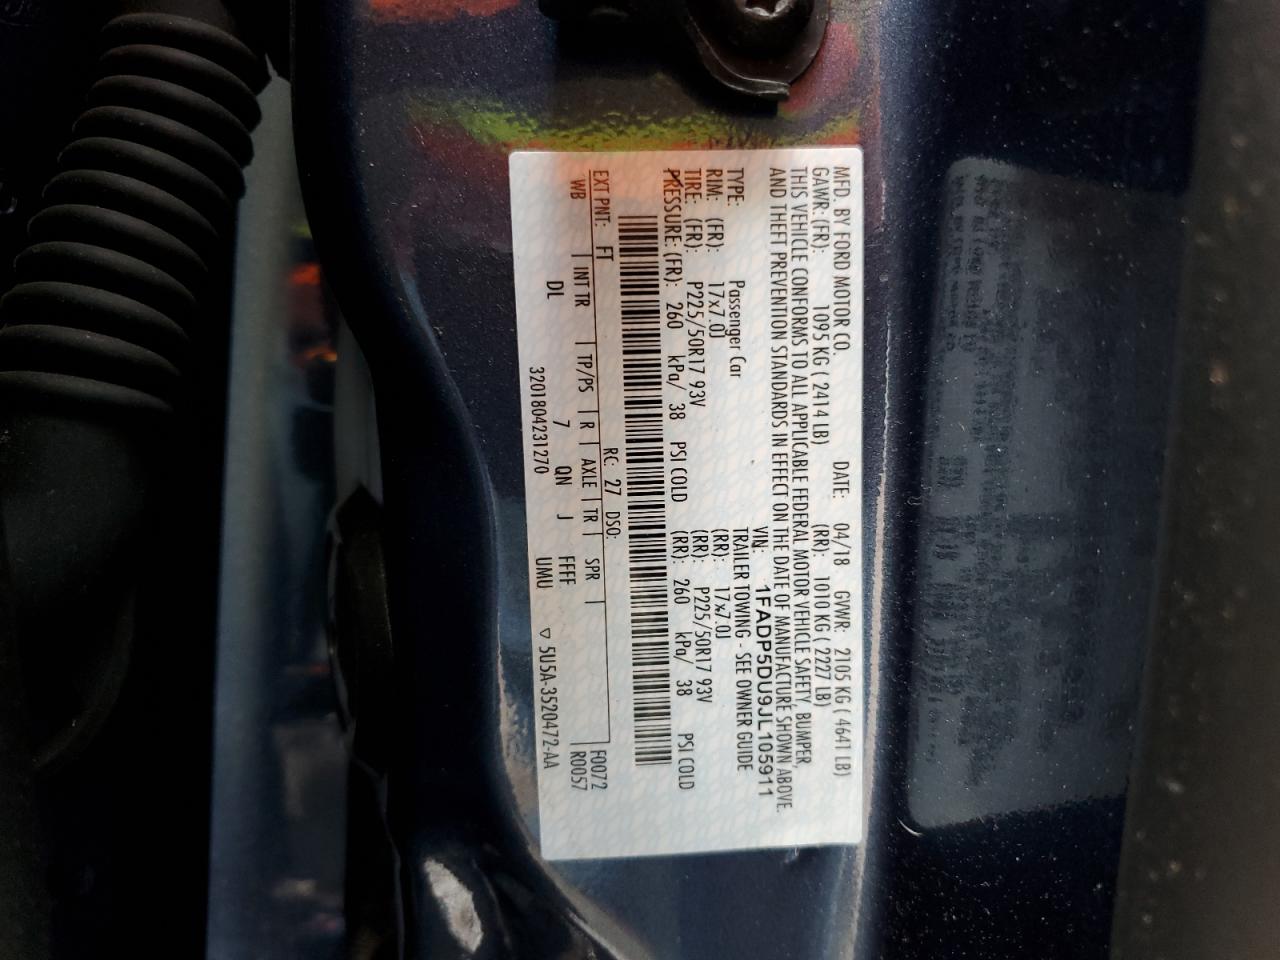 MFD. BY FORD MOTOR CO.
DATE: 04/18 GVWR: 2105 KG ( 4641 LB)
GAWR: (FR): 1095 KG ( 2414 LB) (RR): 1010 KG ( 2227 LB)
THIS VEHICLE CONFORMS TO ALL APPLICABLE FEDERAL MOTOR VEHICLE SAFETY, BUMPER,
AND THEFT PREVENTION STANDARDS IN EFFECT ON THE DATE OF MANUFACTURE SHOWN ABOVE.
VIN: 1FADP5DU9JL105911
TYPE: Passenger Car TRAILER TOWING - SEE OWNER GUIDE
RIM: (FR): 17x7.0J (RR): 17x7.0J
TIRE: (FR): P225/50R17 93V (RR): P225/50R17 93V
PRESSURE: (FR): 260 kPa/ 38 PSI COLD (RR): 260 kPa/ 38 PSI COLD
EXT PNT: FT RC: 27 DSO: F0072
WB | INT TR | TP/PS | R | AXLE | TR | SPR | R0057
DL 7 QN J FFFF
3201804231270 UMU ▽ 5U5A-3520472-AA